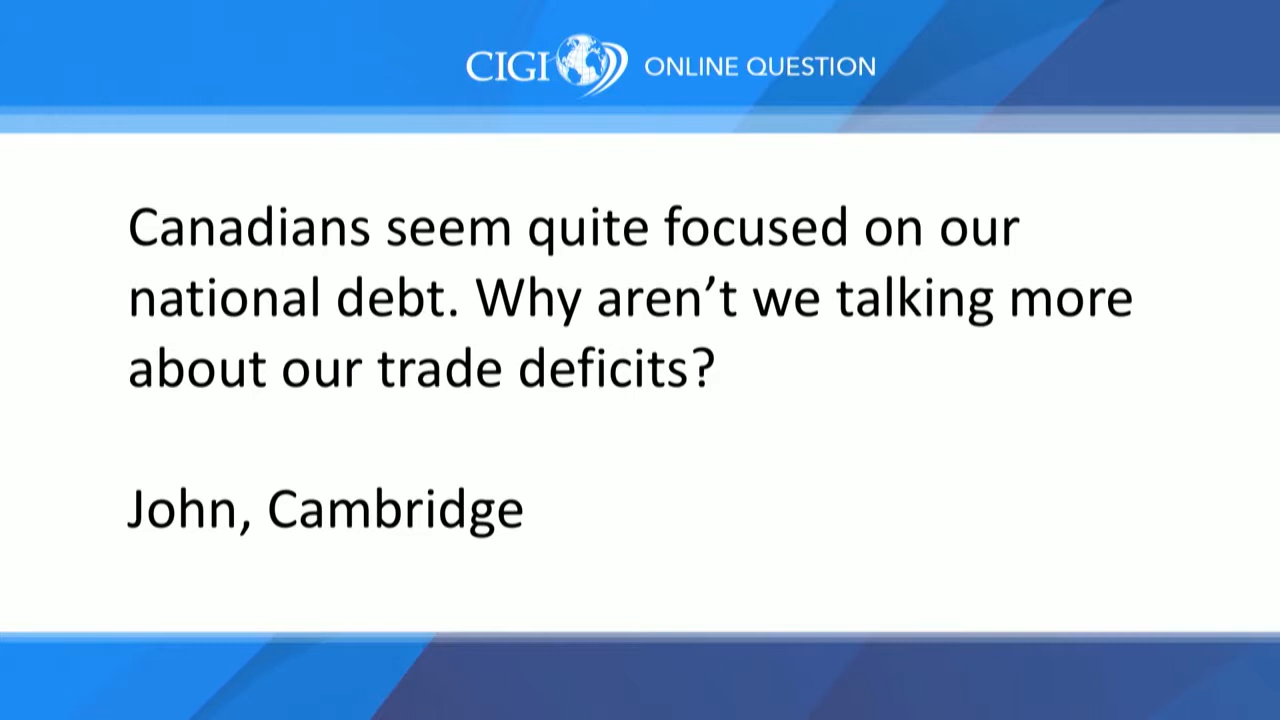 CIGI ONLINE QUESTION
Canadians seem quite focused on our
national debt. Why aren’t we talking more
about our trade deficits?
John, Cambridge